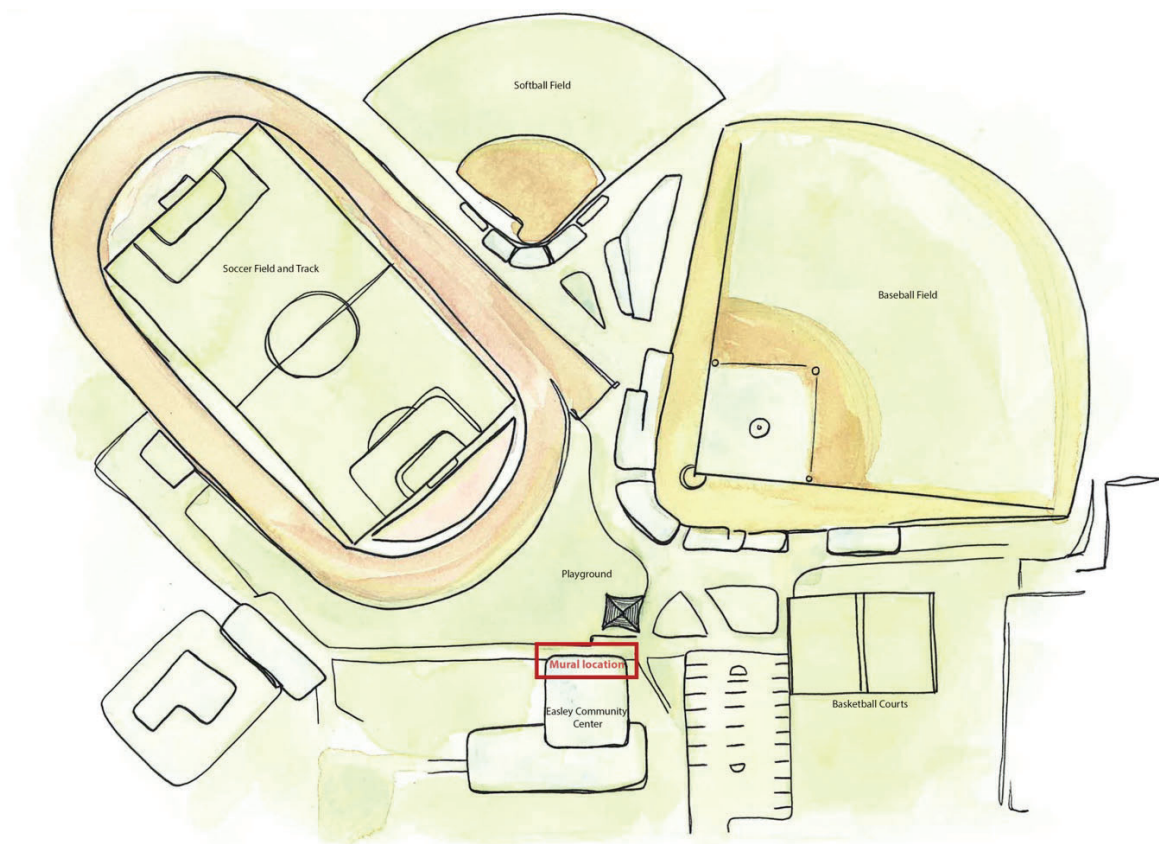 Softball Field
Soccer Field and Track
Baseball Field
Playground
Mural location
Easley Community
Center
Basketball Courts